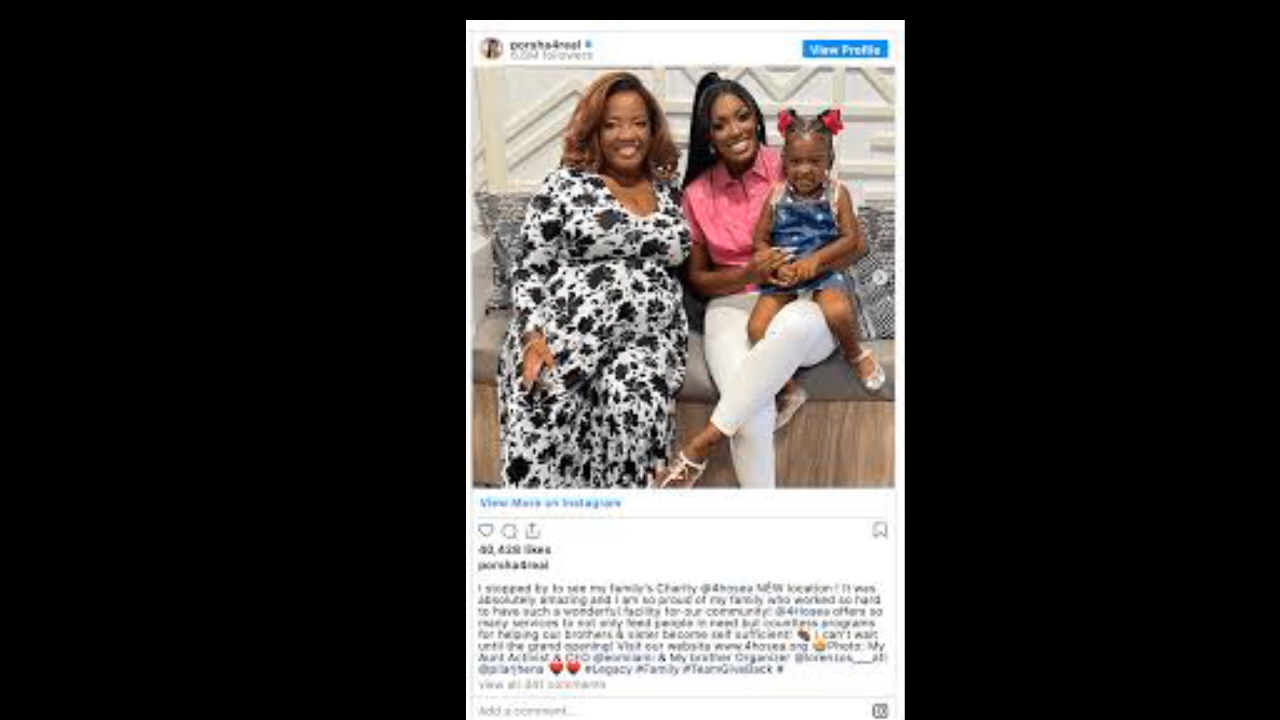 porsha4real
View Profile
followers
View More on Instagram
40,428 likes
porsha4real
I stopped by to see my family's Charity @4hosea NEW location! It was
absolutely amazing and I am so proud of my family who worked so hard
to have such a wonderful facility for our community! @4Hosea offers so
many services to not only feed people in need but countless programs
for helping our brothers & sister become self sufficient! I can't wait
until the grand opening! Visit our website www.4hosea.org Photo: My
Aunt Activist & CEO @eomiami & My brother Organizer
@pilarjhena #Legacy #Family #TeamGiveBack #
view all 341 comments
Add a comment...